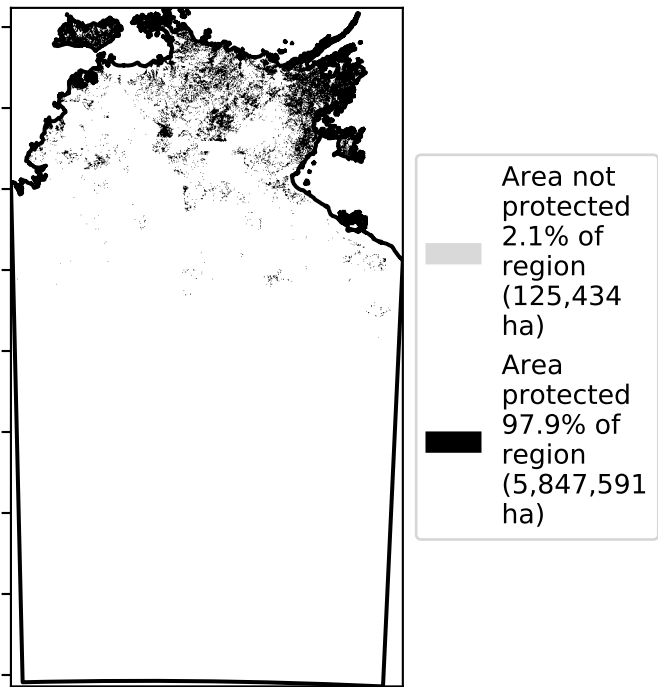 Area not
protected
2.1% of
region
(125,434
ha)
Area
protected
97.9% of
region
(5,847,591
ha)